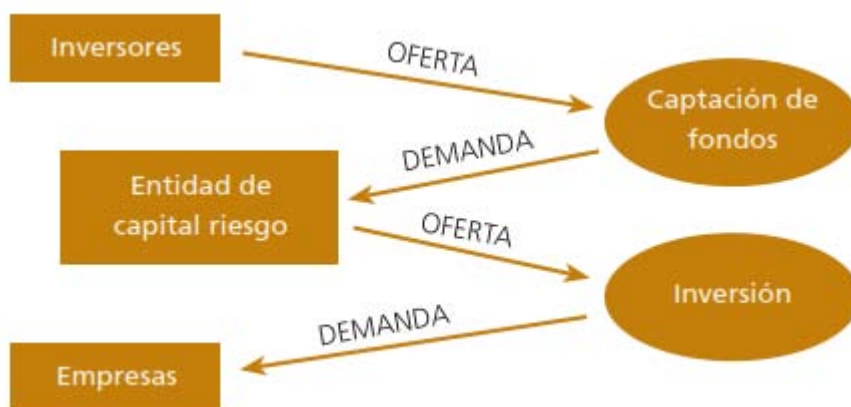 Inversores
OFERTA
Captación de
fondos
DEMANDA
Entidad de
capital riesgo
OFERTA
Inversión
DEMANDA
Empresas